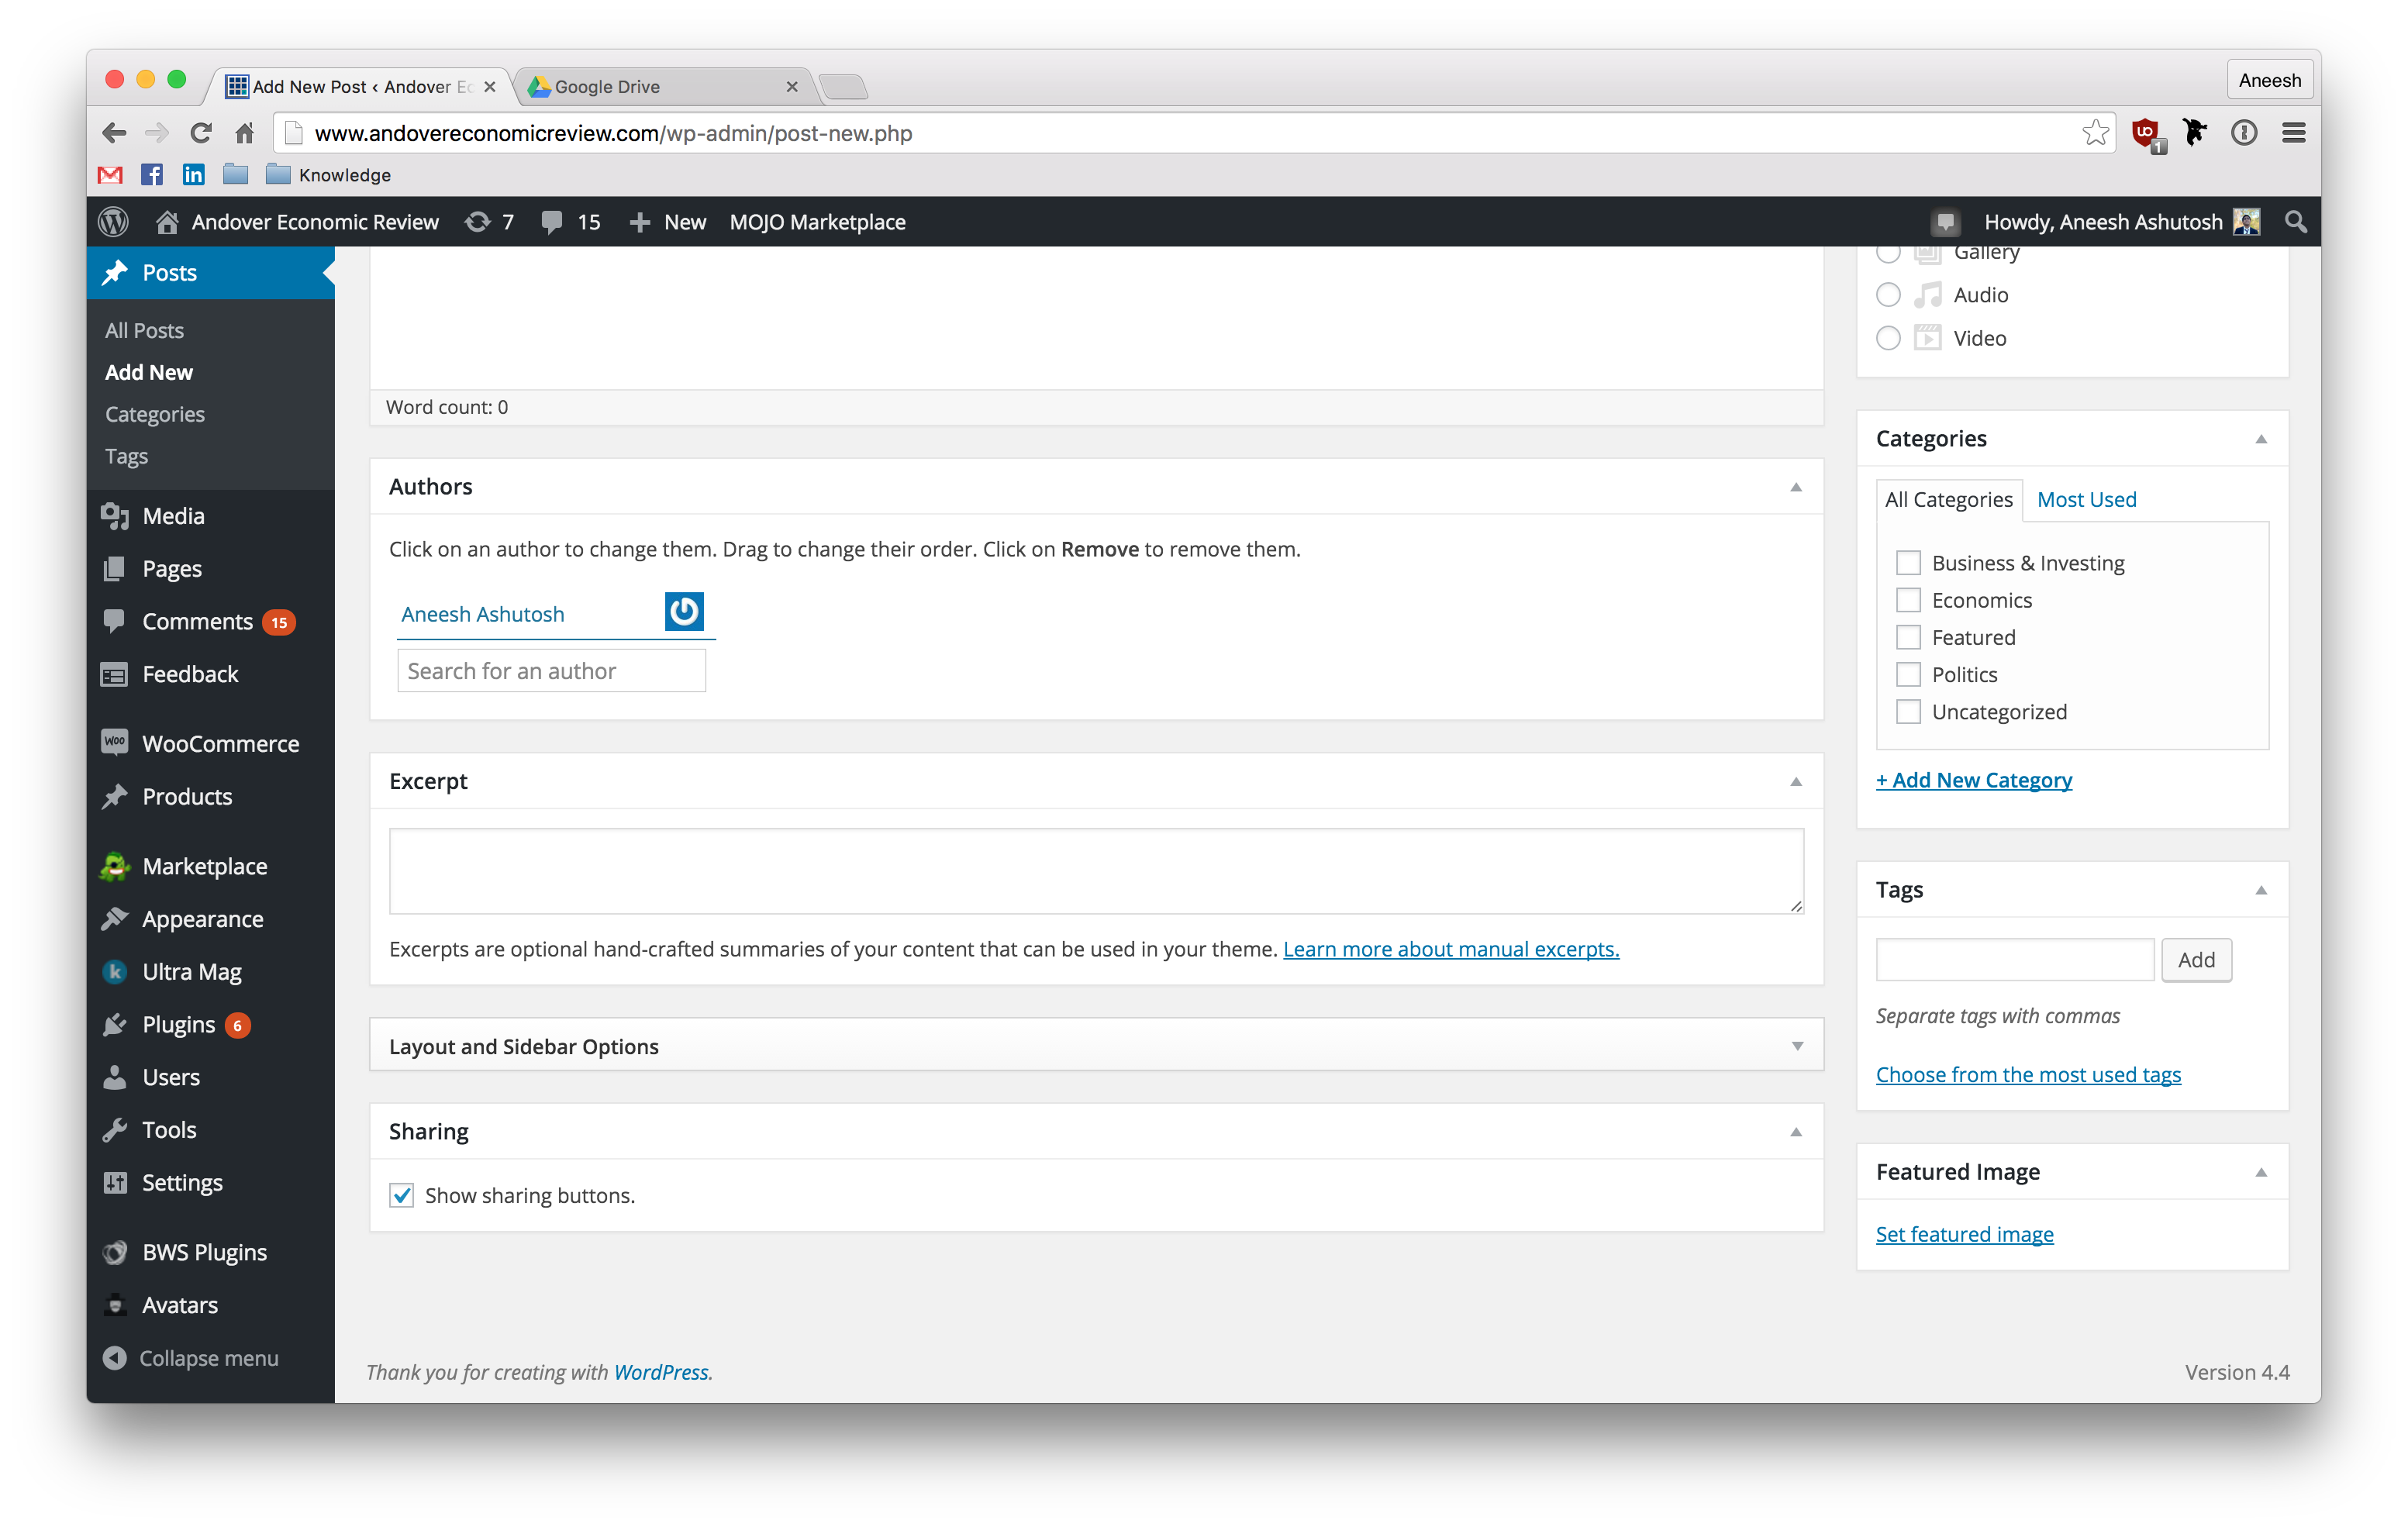 Add New Post ‹ Andover Ec
Google Drive
Aneesh
www.andovereconomicreview.com/wp-admin/post-new.php
1
Knowledge
Andover Economic Review
7
15
New
MOJO Marketplace
Howdy, Aneesh Ashutosh
Posts
All Posts
Add New
Categories
Tags
Media
Pages
Comments 15
Feedback
WooCommerce
Products
Marketplace
Appearance
Ultra Mag
Plugins 6
Users
Tools
Settings
BWS Plugins
Avatars
Collapse menu
Word count: 0
Authors
Click on an author to change them. Drag to change their order. Click on Remove to remove them.
Aneesh Ashutosh
Search for an author
Excerpt
Excerpts are optional hand-crafted summaries of your content that can be used in your theme. Learn more about manual excerpts.
Layout and Sidebar Options
Sharing
Show sharing buttons.
Thank you for creating with WordPress.
Gallery
Audio
Video
Categories
All Categories
Most Used
Business & Investing
Economics
Featured
Politics
Uncategorized
+ Add New Category
Tags
Add
Separate tags with commas
Choose from the most used tags
Featured Image
Set featured image
Version 4.4